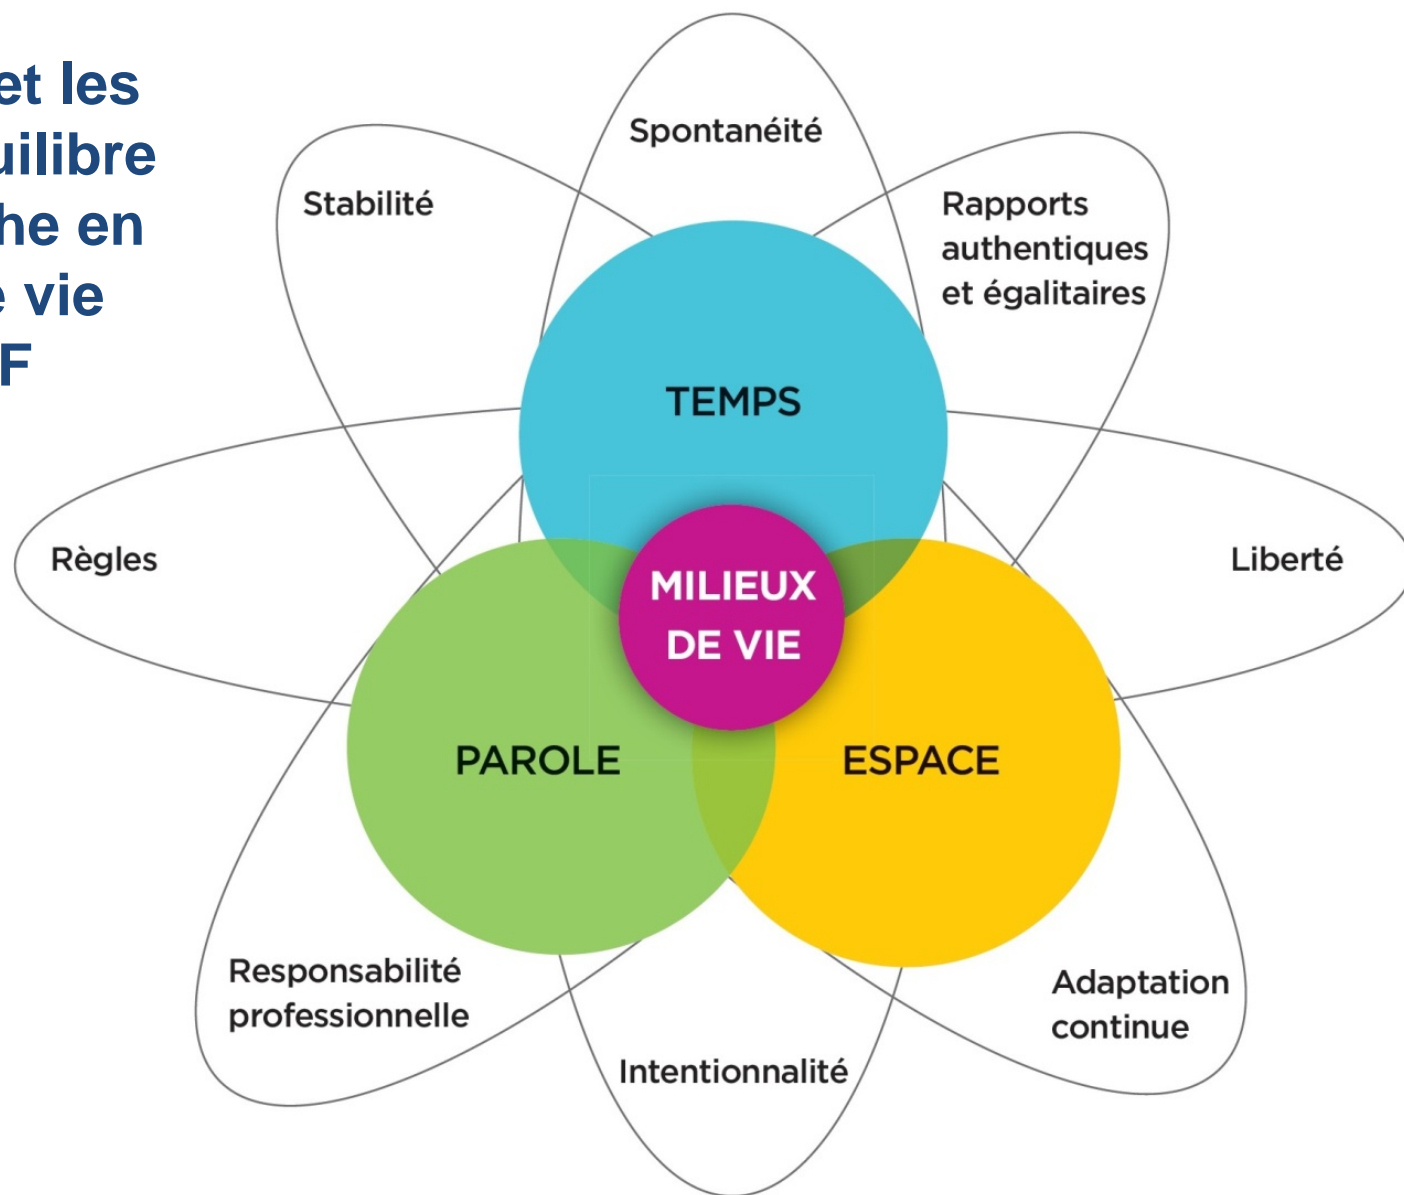 et les
uilibre
he en
e vie
F
Spontanéité
Stabilité
Rapports
authentiques
et égalitaires
TEMPS
Règles
Liberté
MILIEUX
DE VIE
PAROLE
ESPACE
Responsabilité
professionnelle
Adaptation
continue
Intentionnalité